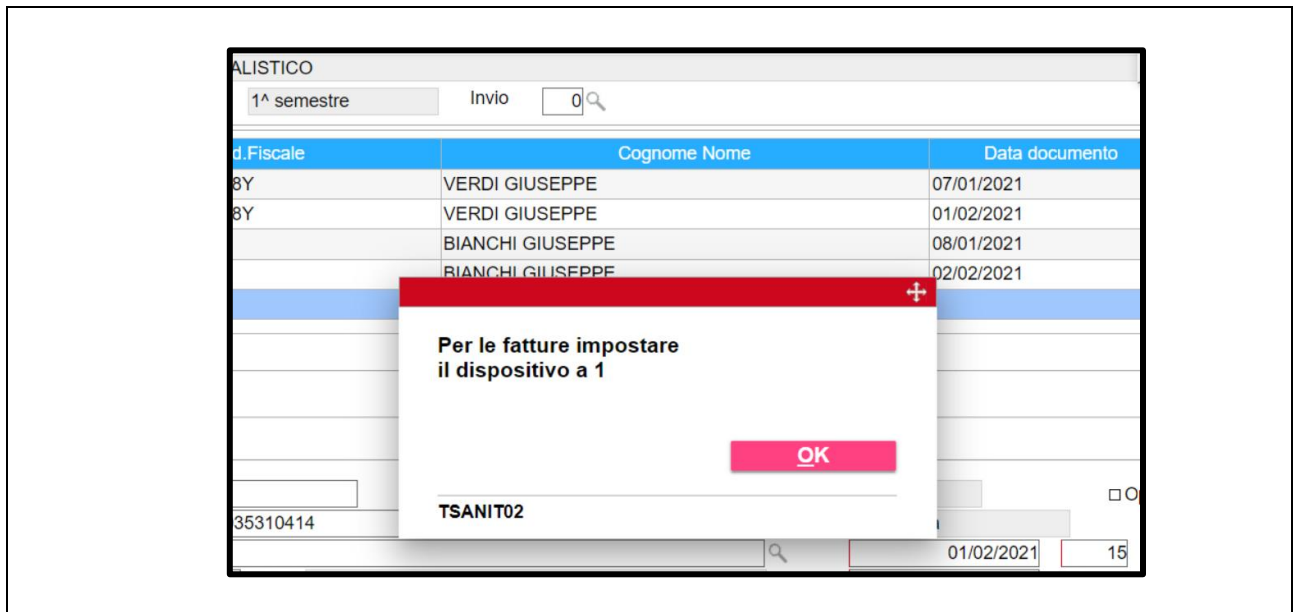 ALISTICO
1^ semestre Invio 0
d.Fiscale Cognome Nome Data documento
8Y VERDI GIUSEPPE 07/01/2021
8Y VERDI GIUSEPPE 01/02/2021
BIANCHI GIUSEPPE 08/01/2021
BIANCHI GIUSEPPE 02/02/2021
Per le fatture impostare
il dispositivo a 1
OK
TSANIT02
35310414
01/02/2021 15